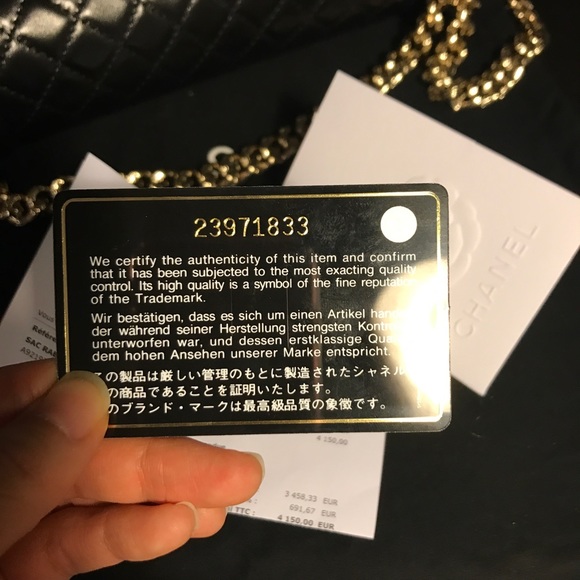 23971833
We certify the authenticity of this item and confirm
that it has been subjected to the most exacting quality
control. Its high quality is a symbol of the fine
of the Trademark.
Wir bestätigen, dass es sich um einen Artikel
der während seiner Herstellung strengsten
unterworfen war, und dessen erstklassige
dem hohen Ansehen unserer Marke entspricht.
この製品は厳しい管理のもとに製造されたシャネル
の商品であることを証明いたします。
のブランド・マークは最高級品質の象徴です。
CHANEL
4 150,00
3 458,33 EUR
691,67 EUR
TTC : 4 150,00 EUR